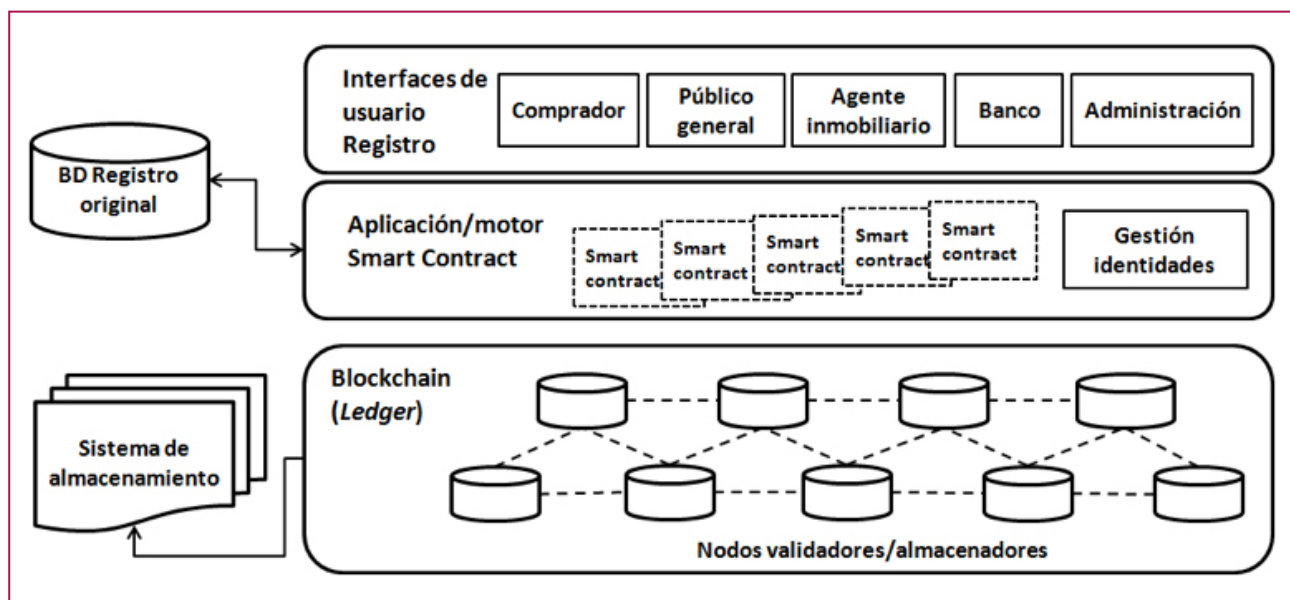 Interfaces de
usuario
Registro
Comprador
Público
general
Agente
inmobiliario
Banco
Administración
BD Registro
original
Aplicación/motor
Smart Contract
Smart
contract
Smart
contract
Smart
contract
Smart
contract
Smart
contract
Gestión
identidades
Sistema de
almacenamiento
Blockchain
(Ledger)
Nodos validadores/almacenadores